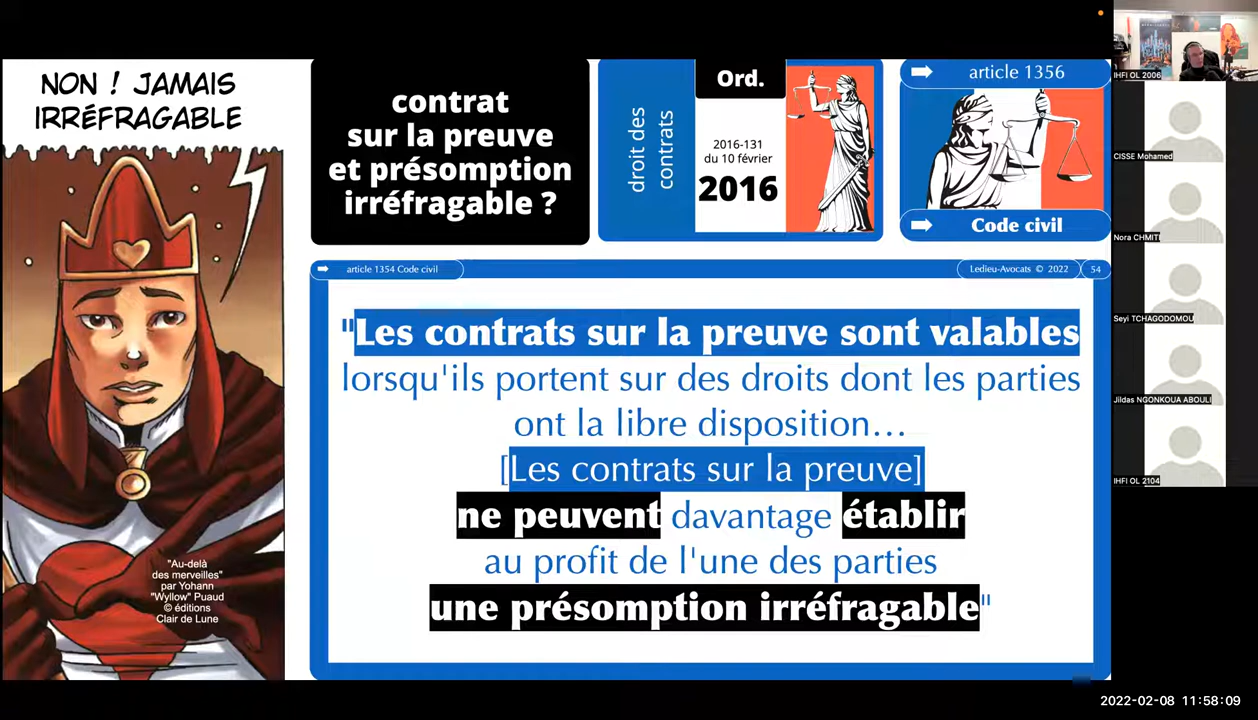 NON ! JAMAIS
IRRÉFRAGABLE
"Au-delà
des merveilles"
par Yohann
"Wyllow" Puaud
© éditions
Clair de Lune
contrat
sur la preuve
et présomption
irréfragable ?
droit des
contrats
Ord.
2016-131
du 10 février
2016
article 1356
Code civil
article 1354 Code civil
Ledieu-Avocats © 2022
54
"Les contrats sur la preuve sont valables
lorsqu'ils portent sur des droits dont les parties
ont la libre disposition…
[Les contrats sur la preuve]
ne peuvent davantage établir
au profit de l'une des parties
une présomption irréfragable"
IHFI OL 2006
CISSE Mohamed
Nora CHMITI
Seyi TCHAGODOMOU
Jildas NGONKOUA ABOULI
IHFI OL 2104
2022-02-08 11:58:09